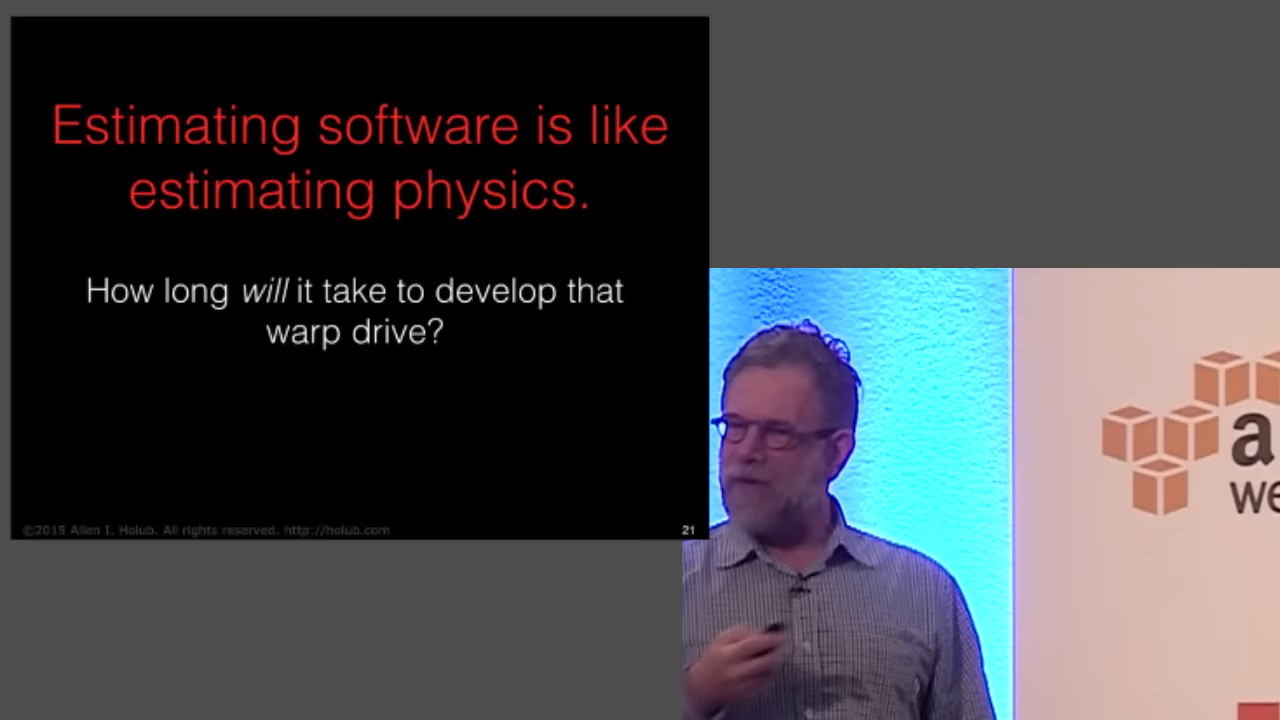 Estimating software is like
estimating physics.
How long will it take to develop that
warp drive?
©2015 Allen I. Holub. All rights reserved. http://holub.com
21
a
we